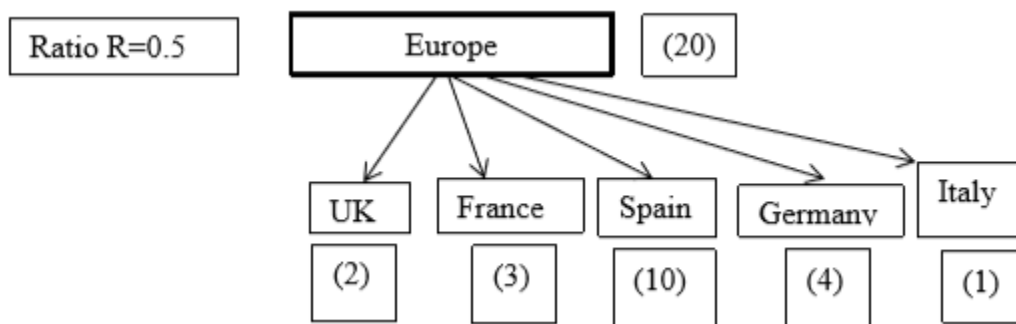 Ratio R=0.5
Europe
(20)
UK
France
Spain
Germany
Italy
(2)
(3)
(10)
(4)
(1)